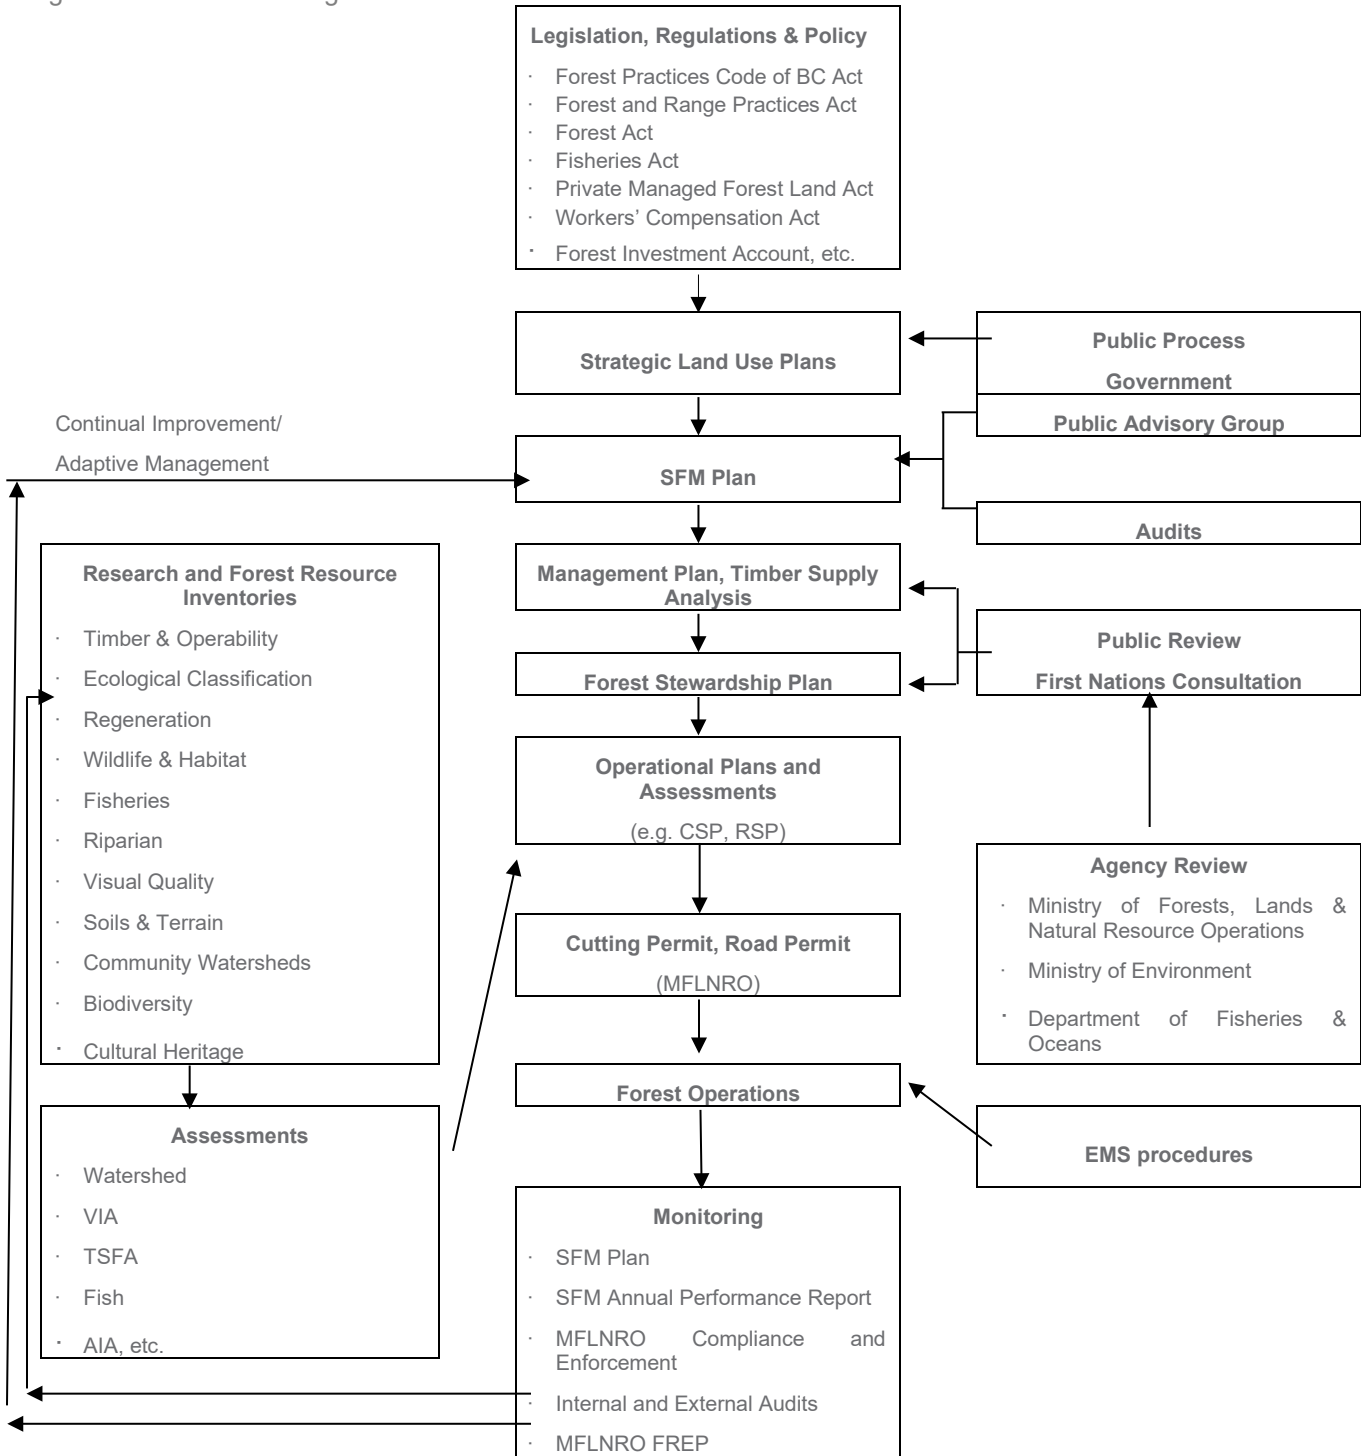 Legislation, Regulations & Policy
· Forest Practices Code of BC Act
· Forest and Range Practices Act
· Forest Act
· Fisheries Act
· Private Managed Forest Land Act
· Workers’ Compensation Act
· Forest Investment Account, etc.
Strategic Land Use Plans
Public Process
Government
Public Advisory Group
Continual Improvement/
Adaptive Management
SFM Plan
Audits
Research and Forest Resource
Inventories
· Timber & Operability
· Ecological Classification
· Regeneration
· Wildlife & Habitat
· Fisheries
· Riparian
· Visual Quality
· Soils & Terrain
· Community Watersheds
· Biodiversity
· Cultural Heritage
Management Plan, Timber Supply
Analysis
Forest Stewardship Plan
Public Review
First Nations Consultation
Operational Plans and
Assessments
(e.g. CSP, RSP)
Agency Review
· Ministry of Forests, Lands &
Natural Resource Operations
· Ministry of Environment
· Department of Fisheries &
Oceans
Cutting Permit, Road Permit
(MFLNRO)
Forest Operations
EMS procedures
Assessments
· Watershed
· VIA
· TSFA
· Fish
· AIA, etc.
Monitoring
· SFM Plan
· SFM Annual Performance Report
· MFLNRO Compliance and
Enforcement
· Internal and External Audits
· MFLNRO FREP